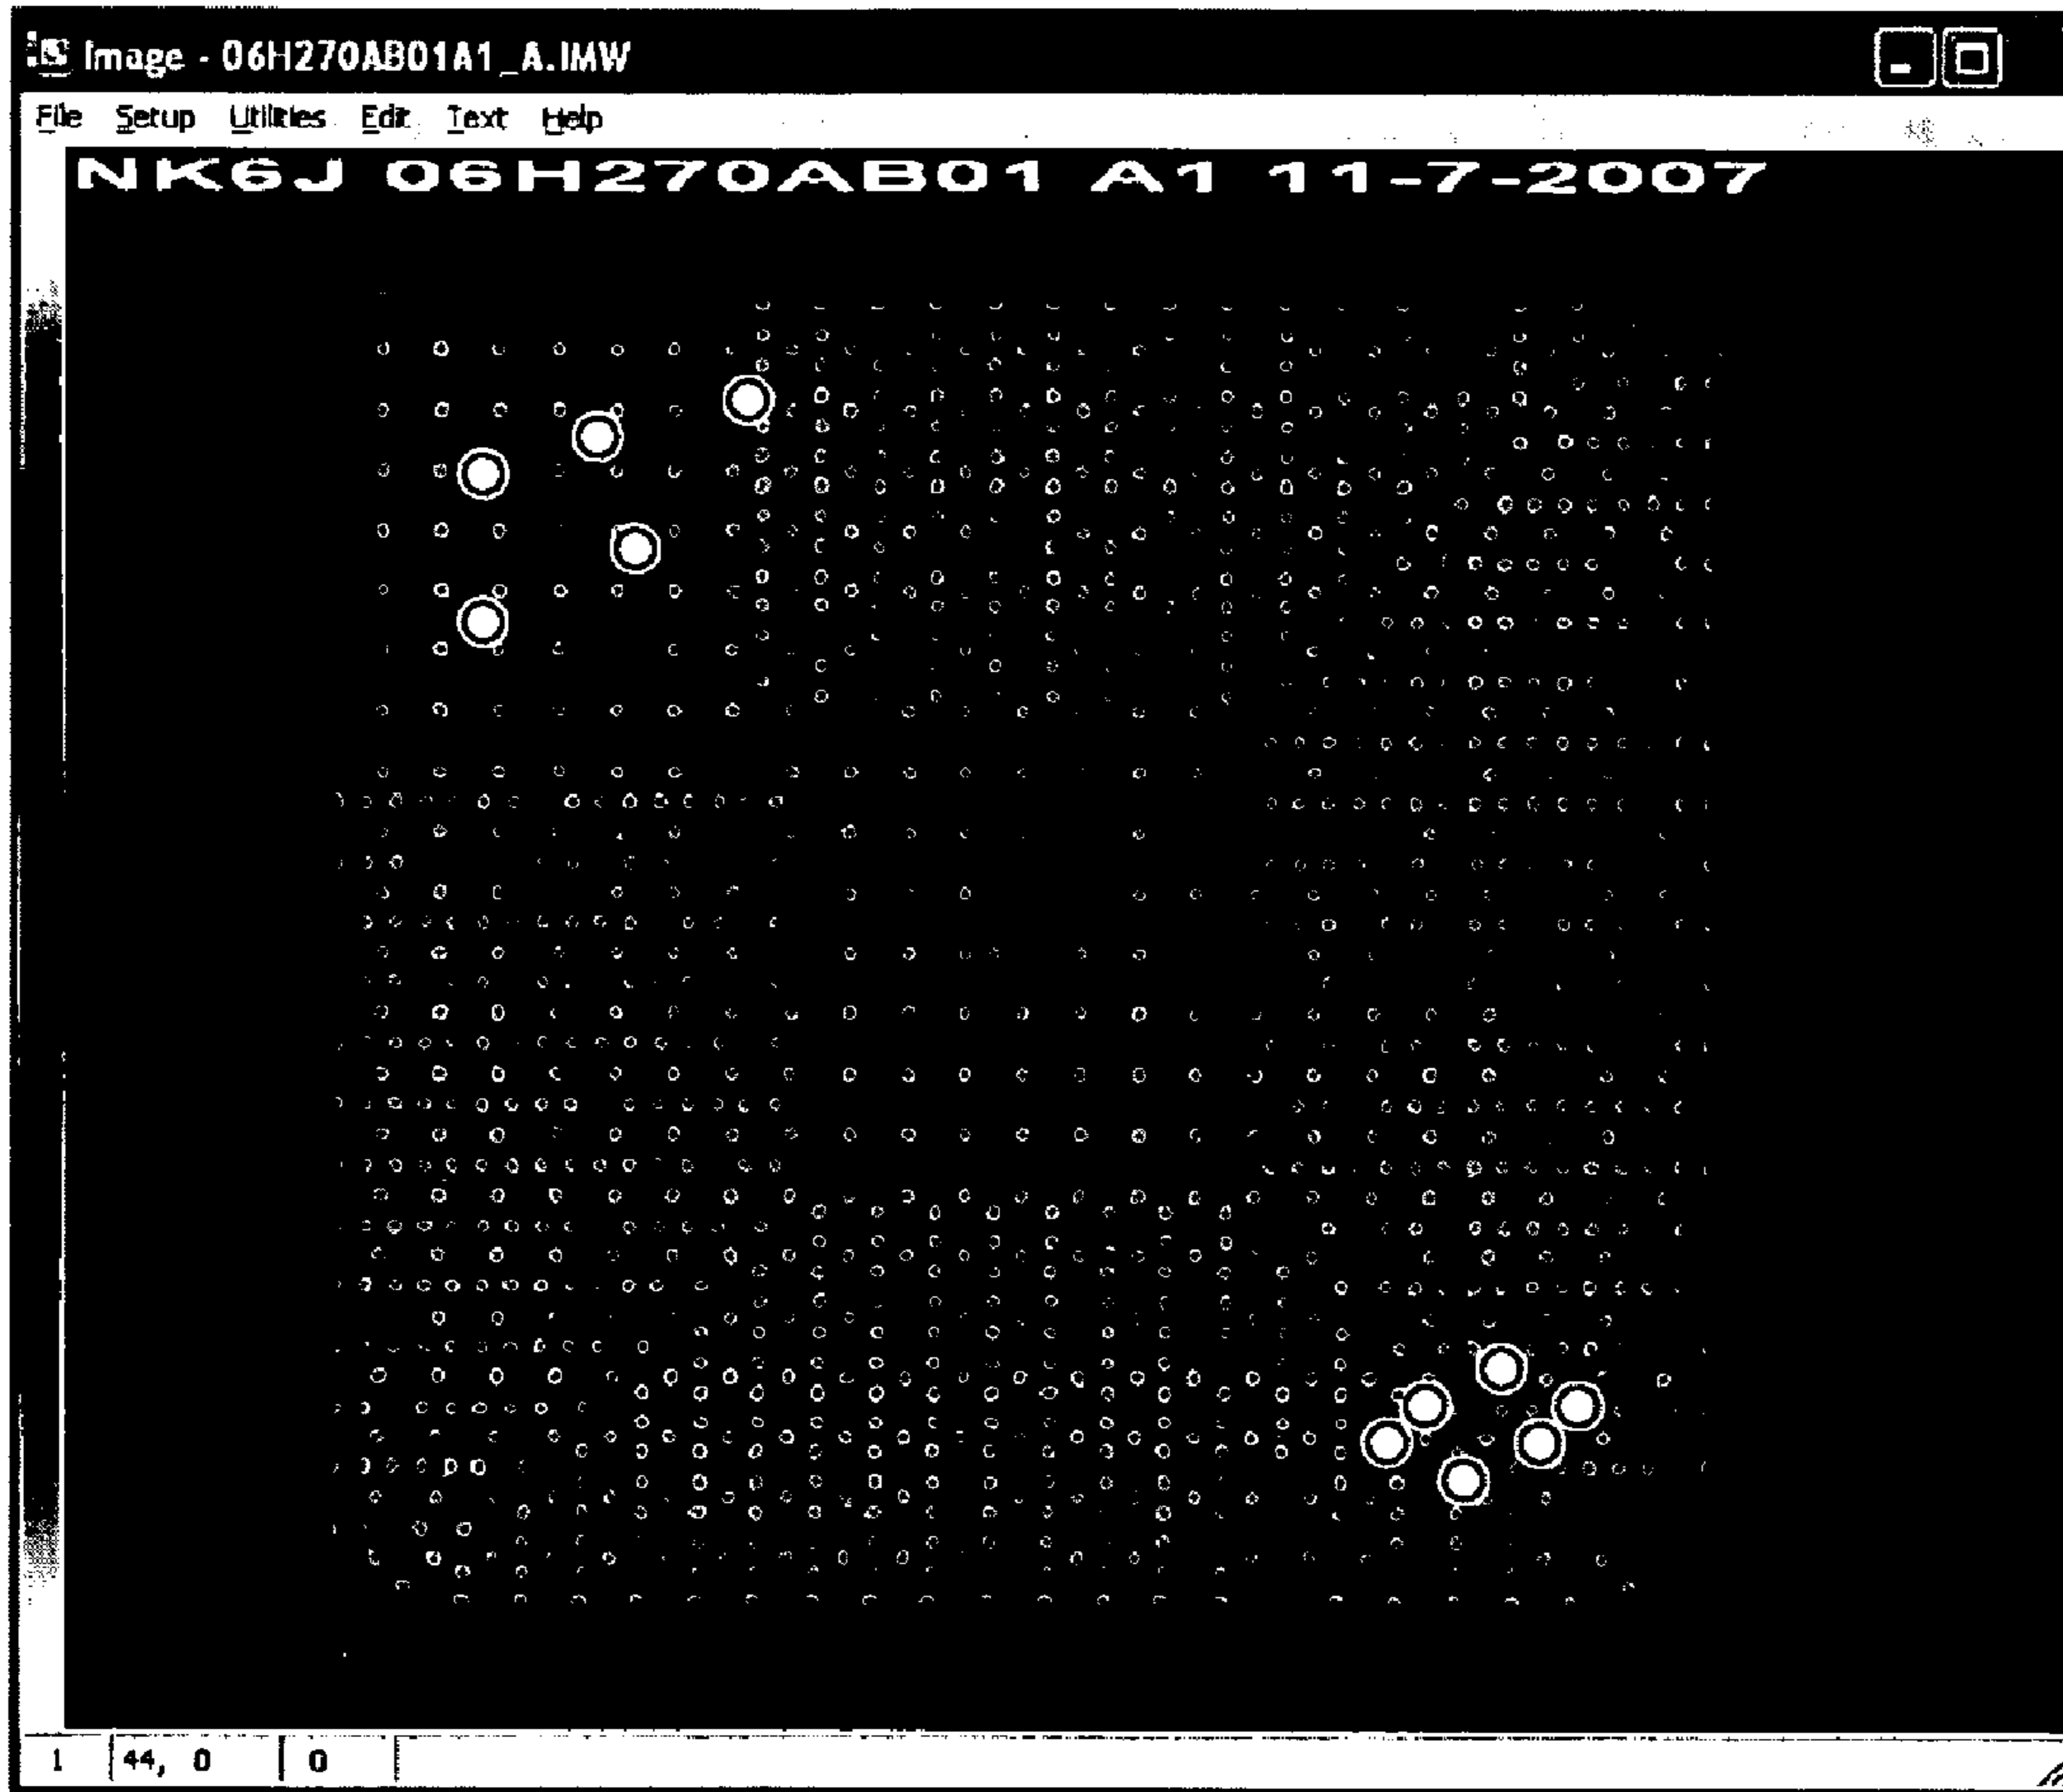 Image - 06H270AB01A1_A.IMW
File Setup Utilities Edit Text Help
NK6J 06H270AB01 A1 11-7-2007
1 44, 0 0